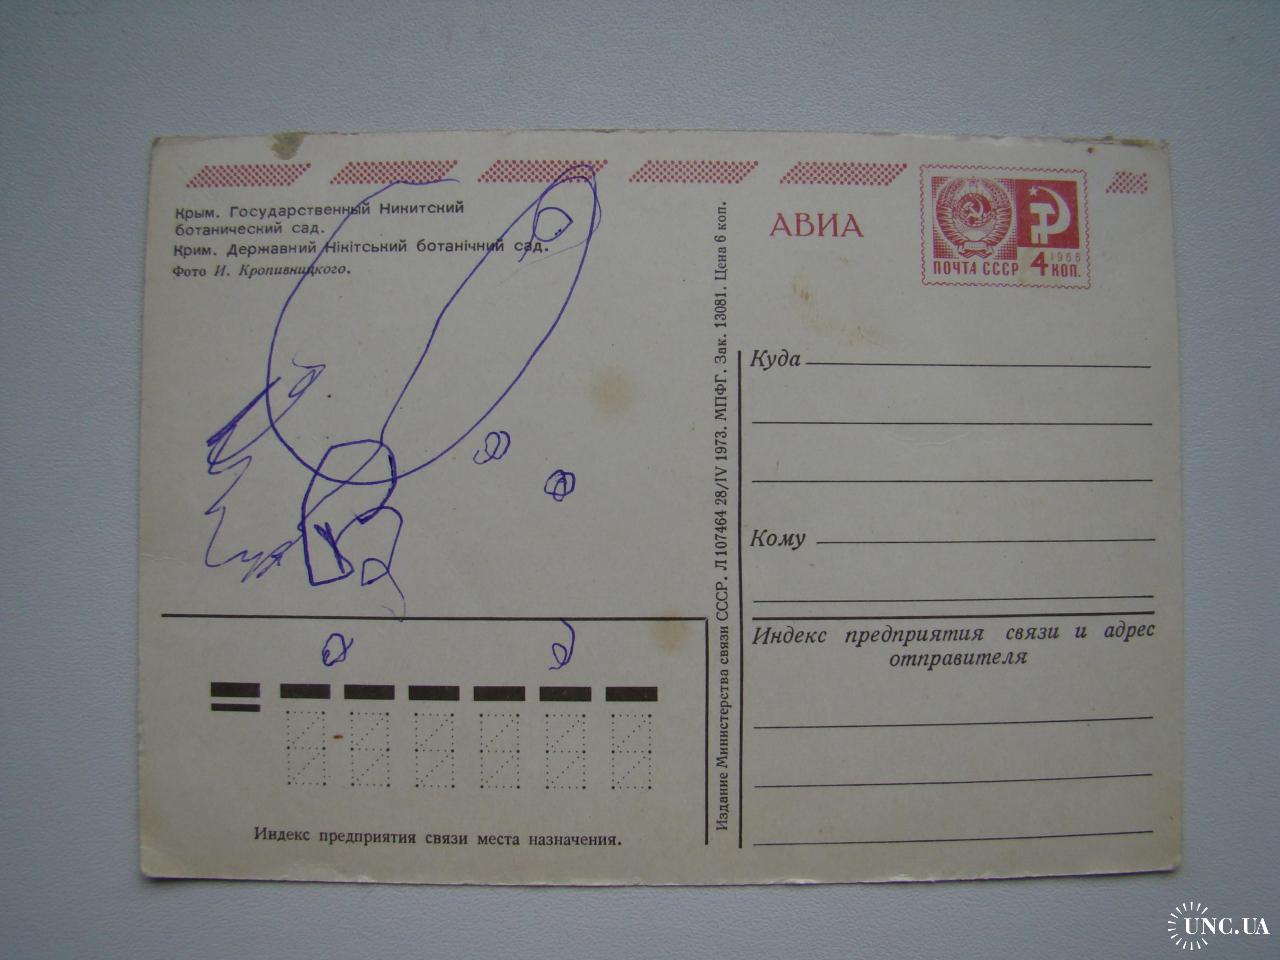 Крым. Государственный Никитский
ботанический сад.
Крим. Державний Нікітський ботанічний сад.
Фото И. Кропивницкого.
АВИА
ПОЧТА СССР 4 КОП.
1966
Издание Министерства связи СССР. Л107464 28/IV 1973. МПФГ. Зак. 13081. Цена 6 коп.
Куда
Кому
Индекс предприятия связи и адрес
отправителя
Индекс предприятия связи места назначения.
UNC.UA